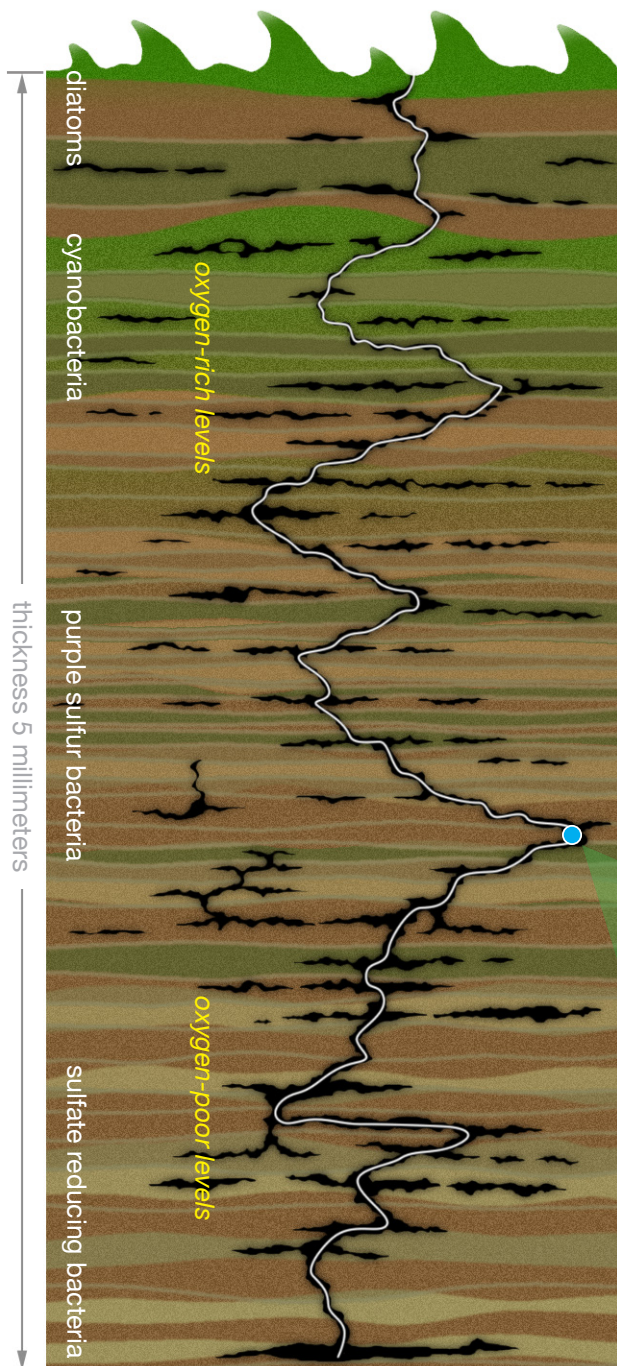 diatoms
cyanobacteria
oxygen-rich levels
purple sulfur bacteria
thickness 5 millimeters
oxygen-poor levels
sulfate reducing bacteria